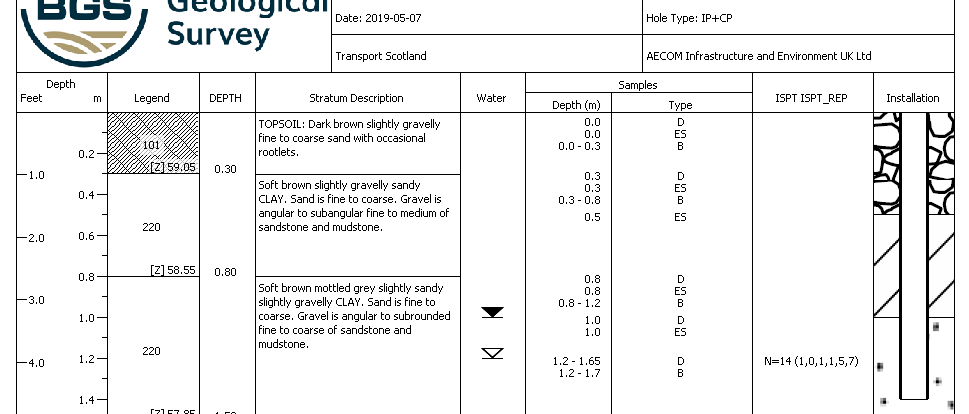 BGS Geological
Survey
Date: 2019-05-07
Hole Type: IP+CP
Transport Scotland
AECOM Infrastructure and Environment UK Ltd
Depth
Feet m
Legend
DEPTH
Stratum Description
Water
Samples
Depth (m) Type
ISPT ISPT_REP
Installation
TOPSOIL: Dark brown slightly gravelly
fine to coarse sand with occasional
rootlets.
0.0 D
0.0 ES
0.0 - 0.3 B
101
0.2
[Z] 59.05
0.30
1.0
Soft brown slightly gravelly sandy
CLAY. Sand is fine to coarse. Gravel is
angular to subangular fine to medium of
sandstone and mudstone.
0.3 D
0.3 ES
0.3 - 0.8 B
0.5 ES
0.4
220
2.0
0.6
[Z] 58.55
0.80
0.8
Soft brown mottled grey slightly sandy
slightly gravelly CLAY. Sand is fine to
coarse. Gravel is angular to subrounded
fine to coarse of sandstone and
mudstone.
0.8 D
0.8 ES
0.8 - 1.2 B
1.0 D
1.0 ES
3.0
1.0
220
1.2
4.0
1.2 - 1.65 D
1.2 - 1.7 B
N=14 (1,0,1,1,5,7)
1.4